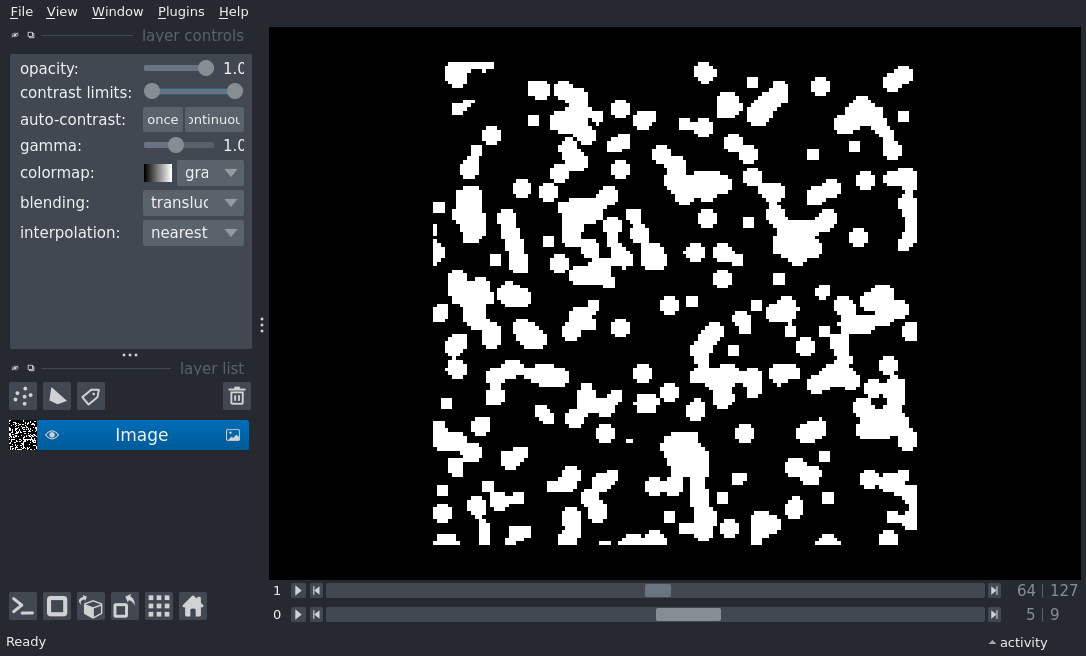 File View Window Plugins Help
layer controls
opacity: 1.0
contrast limits:
auto-contrast: once ontinuou
gamma: 1.0
colormap: gra
blending: transluc
interpolation: nearest
layer list
Image
1 64 | 127
0 5 | 9
Ready activity